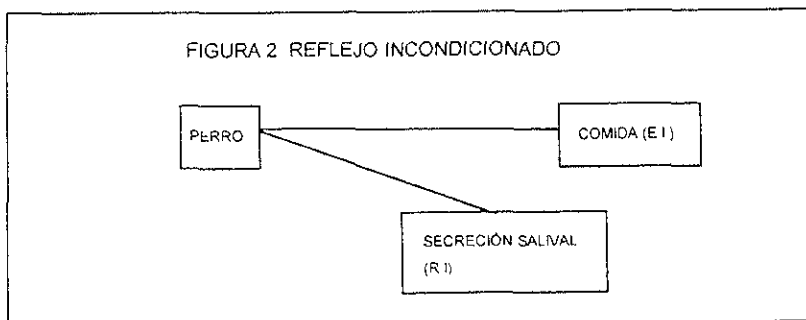 FIGURA 2 REFLEJO INCONDICIONADO
PERRO
COMIDA (E I)
SECRECIÓN SALIVAL
(R I)